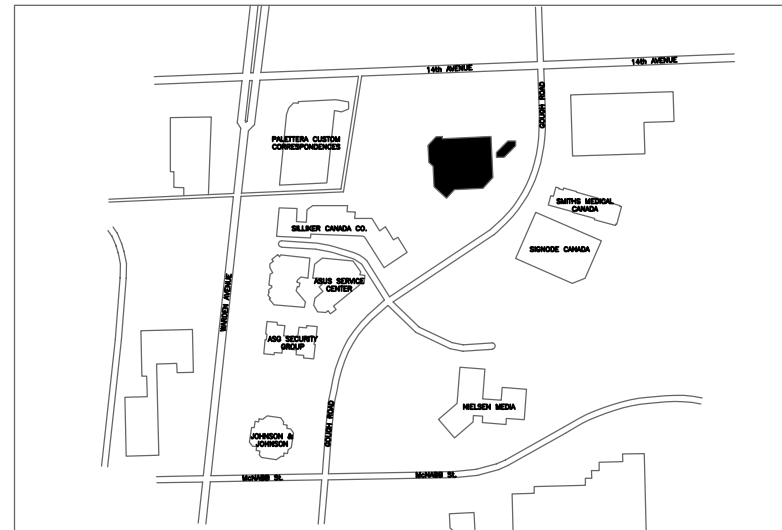 14th AVENUE
14th AVENUE
GOUGH ROAD
PALETTERA CUSTOM
CORRESPONDENCES
SMITHS MEDICAL
CANADA
SILLIKER CANADA CO.
SIGNODE CANADA
ASUS SERVICE
CENTER
WARDEN AVENUE
ASG SECURITY
GROUP
NIELSEN MEDIA
GOUGH ROAD
JOHNSON &
JOHNSON
McNABB St.
McNABB St.